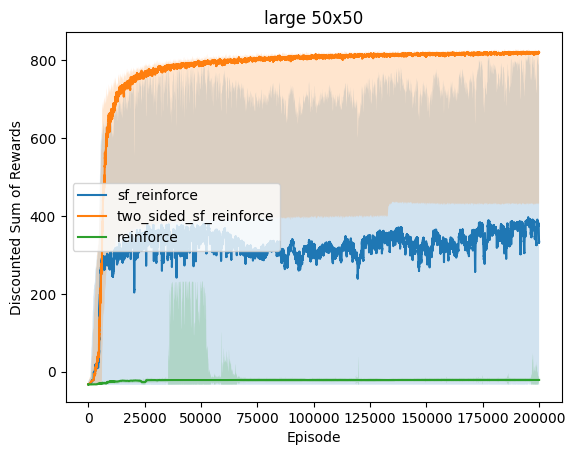 large 50x50
Discounted Sum of Rewards
800
600
400
200
0
sf_reinforce
two_sided_sf_reinforce
reinforce
0 25000 50000 75000 100000 125000 150000 175000 200000
Episode